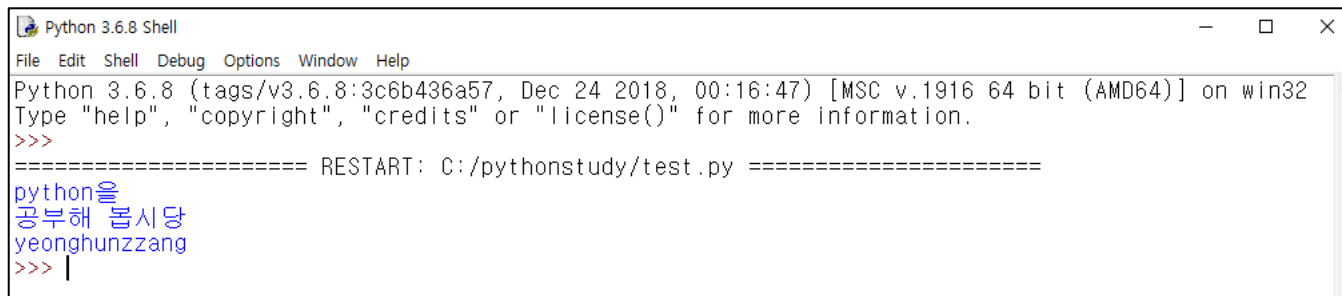 Python 3.6.8 Shell
File Edit Shell Debug Options Window Help
Python 3.6.8 (tags/v3.6.8:3c6b436a57, Dec 24 2018, 00:16:47) [MSC v.1916 64 bit (AMD64)] on win32
Type "help", "copyright", "credits" or "license()" for more information.
>>>
====================== RESTART: C:/pythonstudy/test.py ======================
python을
공부해 봅시당
yeonghunzzang
>>>